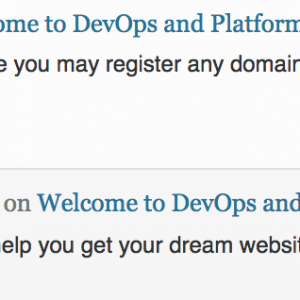 ome to DevOps and Platform
e you may register any domain
on Welcome to DevOps and
help you get your dream websit